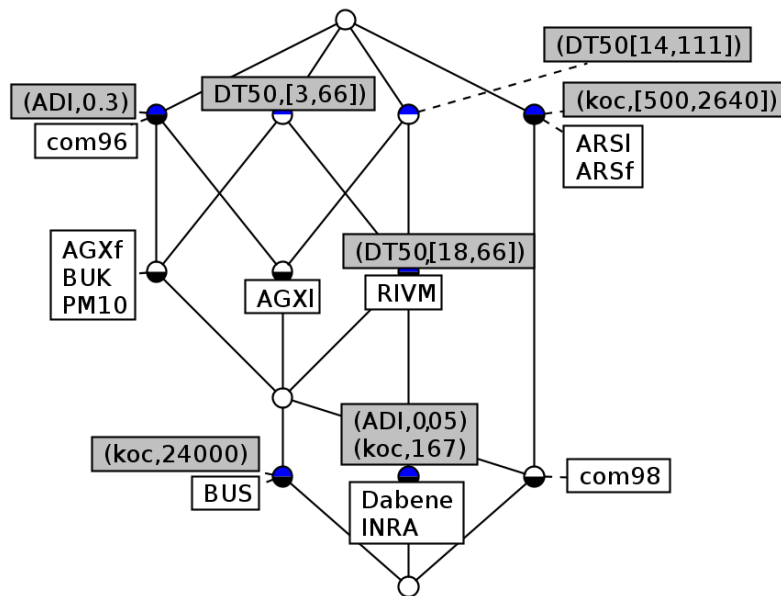 (DT50[14,111])
(ADI,0.3)
DT50,[3,66])
(koc,[500,2640])
com96
ARSl
ARSf
AGXf
BUK
PM10
(DT50,[18,66])
AGXl
RIVM
(ADI,0,05)
(koc,167)
(koc,24000)
BUS
com98
Dabene
INRA